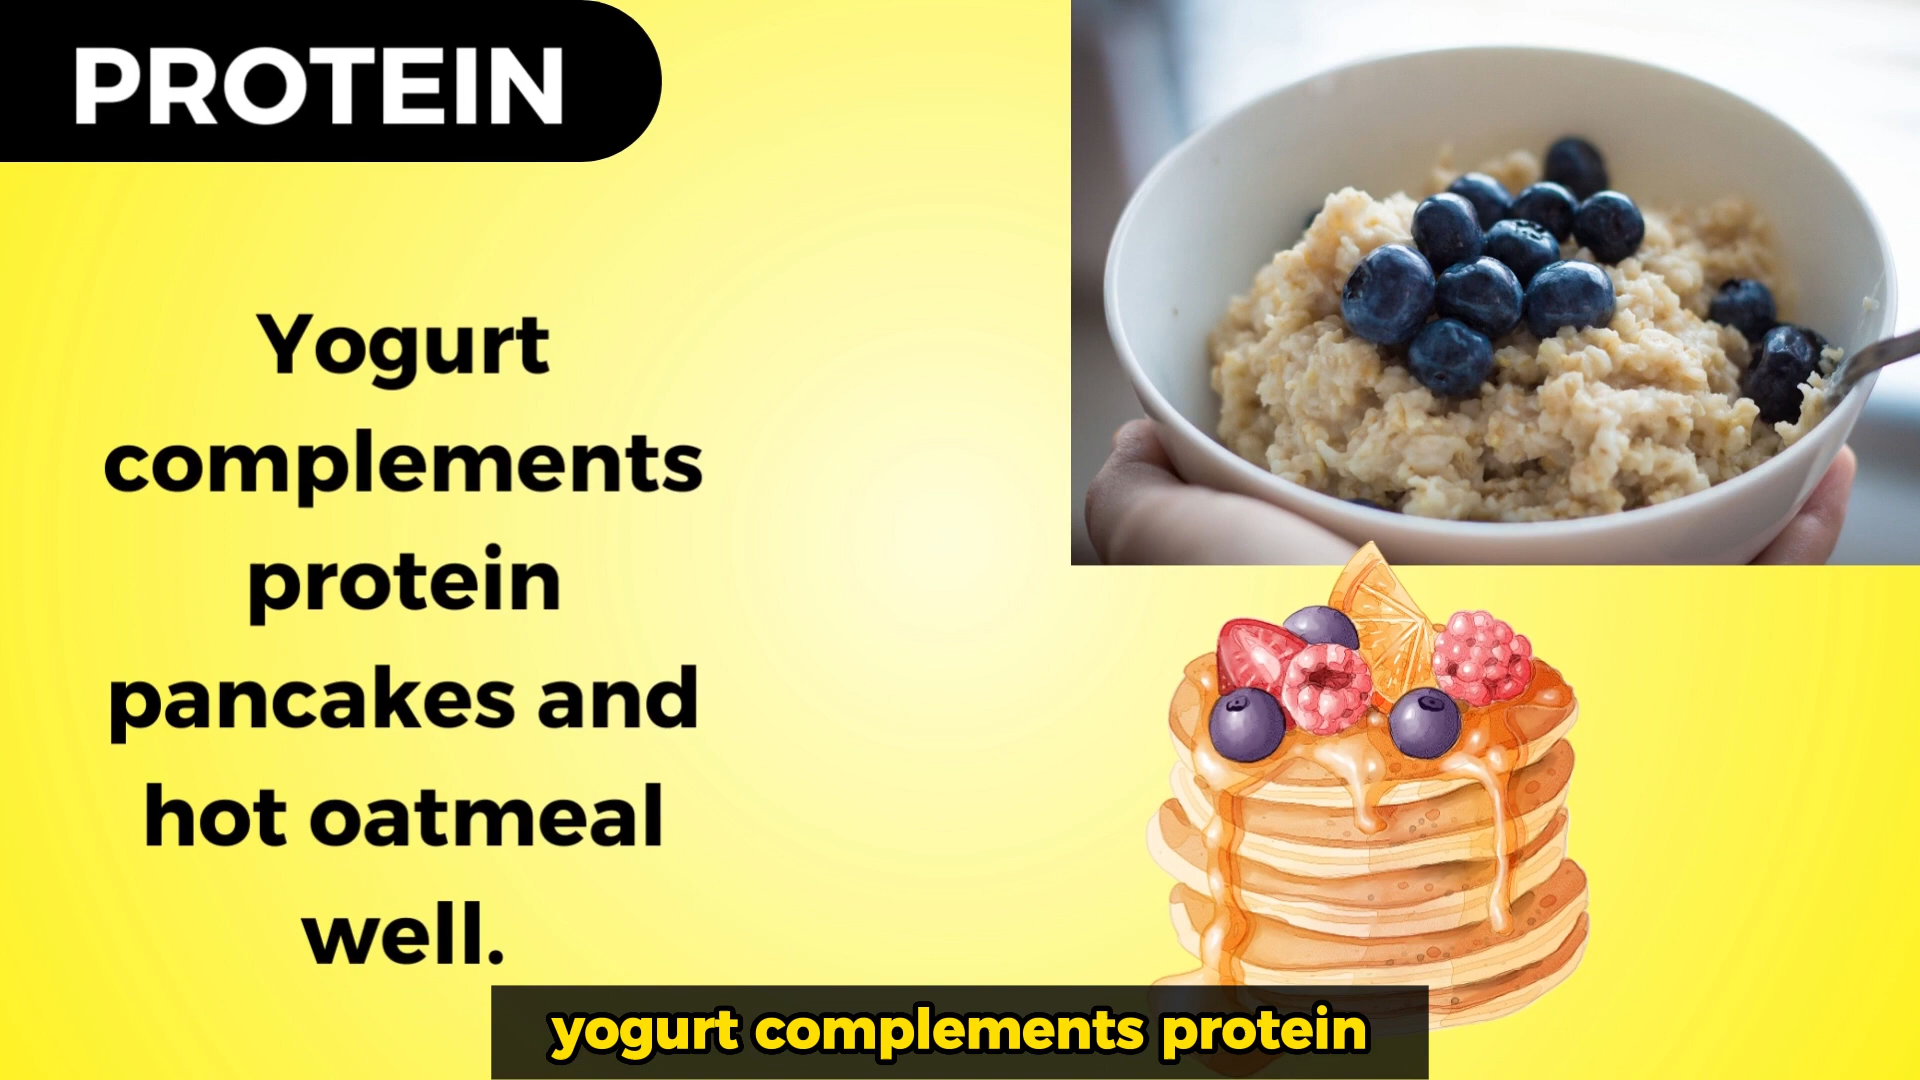 PROTEIN
Yogurt
complements
protein
pancakes and
hot oatmeal
well.
yogurt complements protein